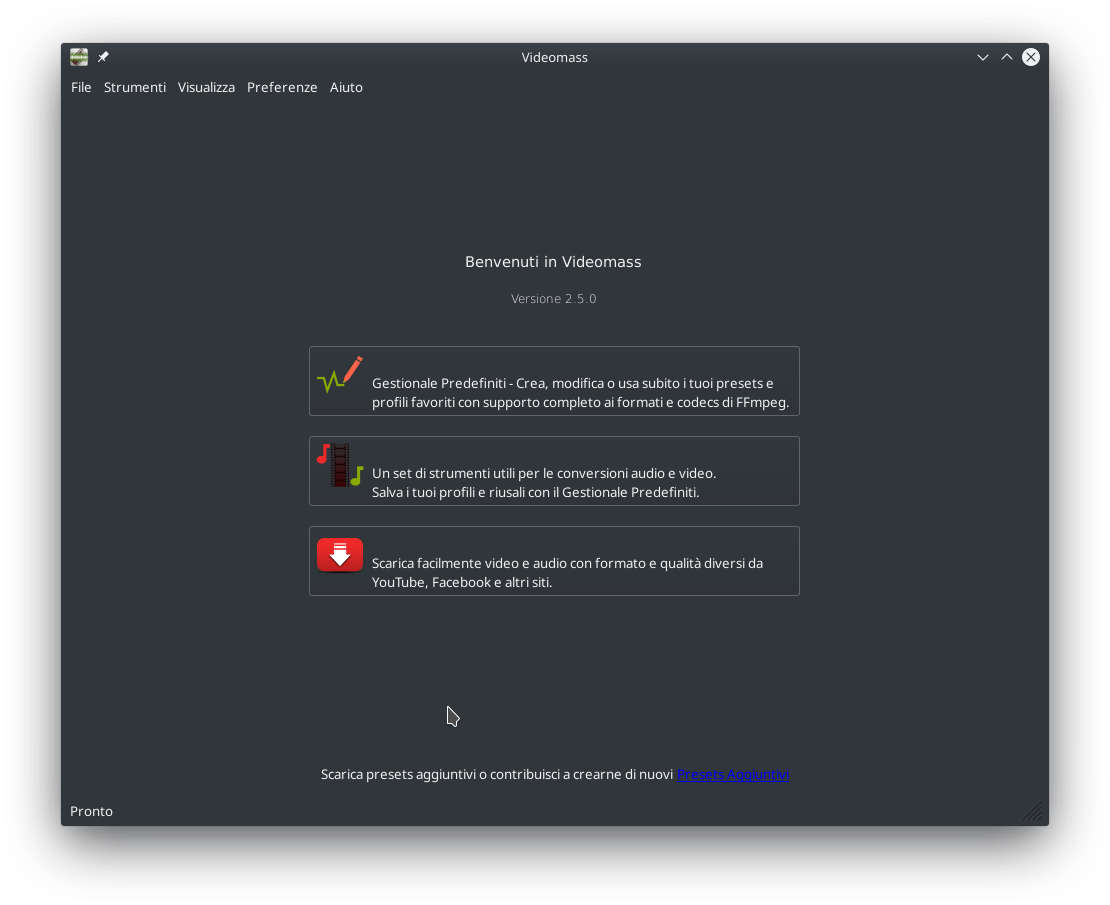 Videomass
File Strumenti Visualizza Preferenze Aiuto
Benvenuti in Videomass
Versione 2.5.0
Gestionale Predefiniti - Crea, modifica o usa subito i tuoi presets e
profili favoriti con supporto completo ai formati e codecs di FFmpeg.
Un set di strumenti utili per le conversioni audio e video.
Salva i tuoi profili e riusali con il Gestionale Predefiniti.
Scarica facilmente video e audio con formato e qualità diversi da
YouTube, Facebook e altri siti.
Scarica presets aggiuntivi o contribuisci a crearne di nuovi Presets Aggiuntivi
Pronto